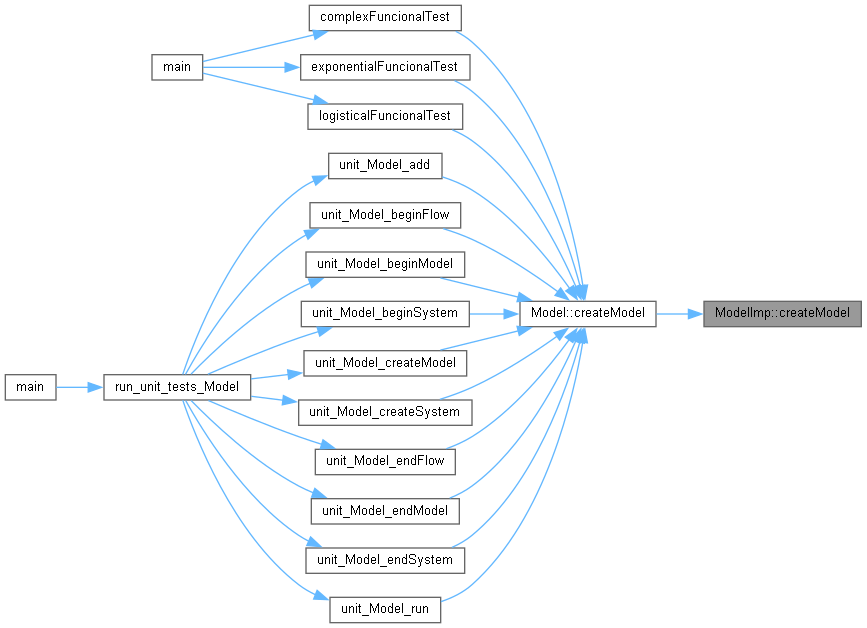 complexFuncionalTest
main
exponentialFuncionalTest
logisticalFuncionalTest
unit_Model_add
unit_Model_beginFlow
unit_Model_beginModel
unit_Model_beginSystem
Model::createModel
ModelImp::createModel
unit_Model_createModel
main
run_unit_tests_Model
unit_Model_createSystem
unit_Model_endFlow
unit_Model_endModel
unit_Model_endSystem
unit_Model_run